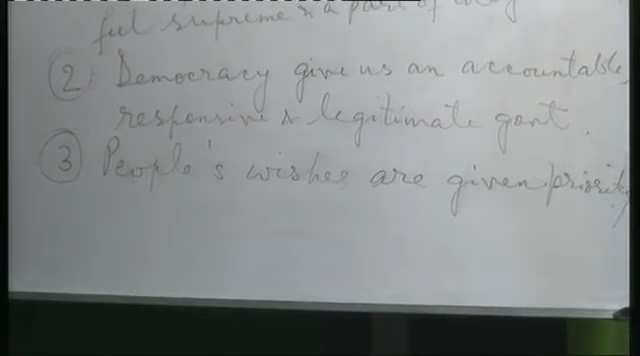 feel supreme & a part of
② Democracy give us an accountable,
responsive & legitimate govt.
③ People's wishes are given priority